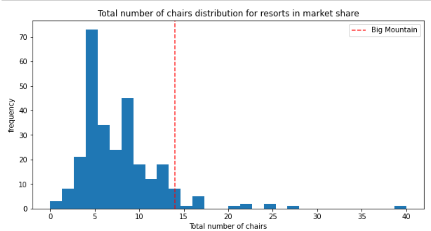 Total number of chairs distribution for resorts in market share
Big Mountain
frequency
70
60
50
40
30
20
10
0
0 5 10 15 20 25 30 35 40
Total number of chairs